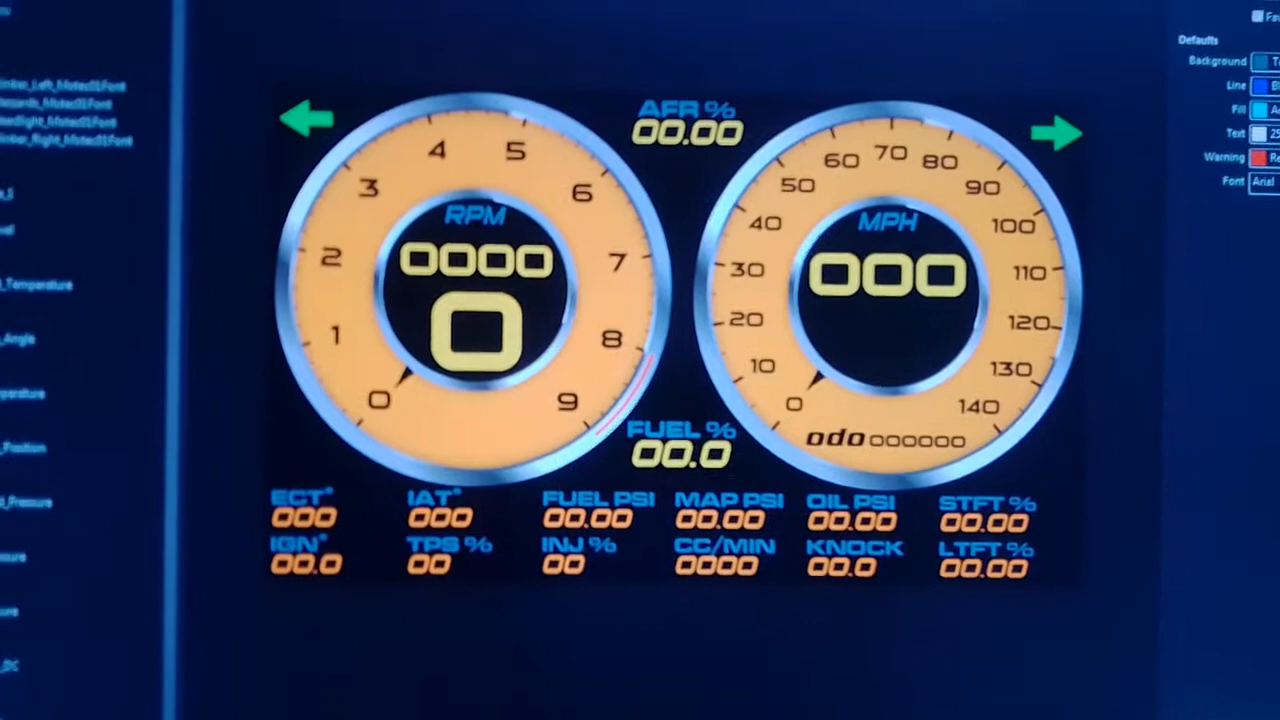 Defaults
Background
Line
Fill
Text
Warning
Font Arial
AFR %
00.00
4 5
3 6
2 7
1 8
0 9
RPM
0000
0
60 70 80
50 90
40 100
30 110
20 120
10 130
0 140
MPH
000
odo 000000
FUEL %
00.0
ECT° IAT° FUEL PSI MAP PSI OIL PSI STFT %
000 000 00.00 00.00 00.00 00.00
IGN° TPS % INJ % CC/MIN KNOCK LTFT %
00.0 00 00 0000 00.0 00.00